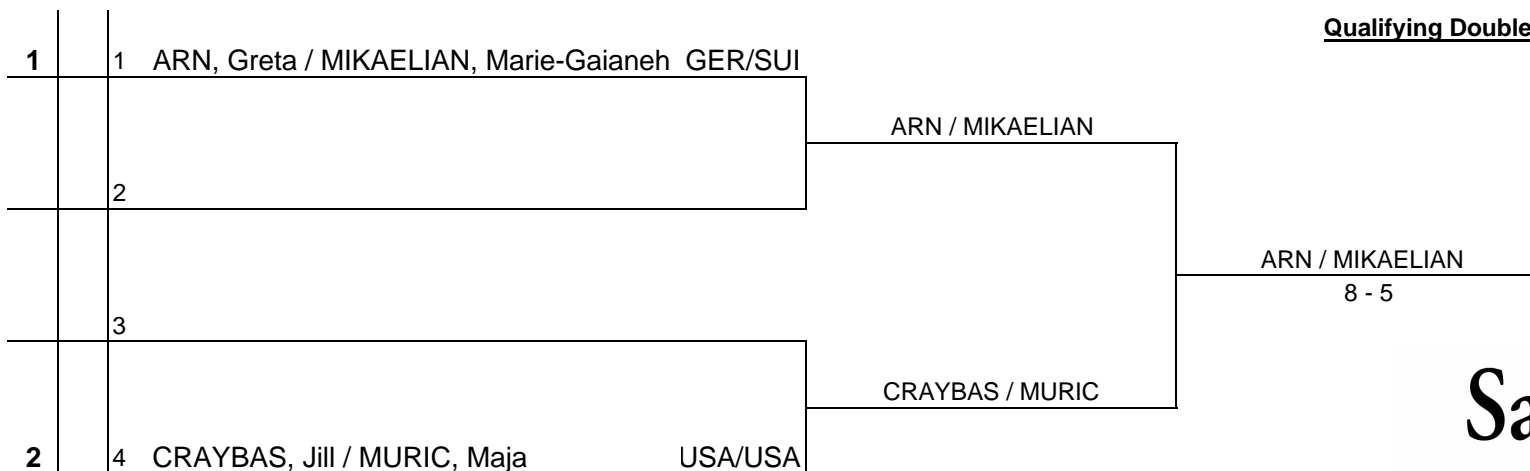 Qualifying Double
1 1 ARN, Greta / MIKAELIAN, Marie-Gaianeh GER/SUI
ARN / MIKAELIAN
2
ARN / MIKAELIAN
8 - 5
3
CRAYBAS / MURIC
Sa
2 4 CRAYBAS, Jill / MURIC, Maja USA/USA